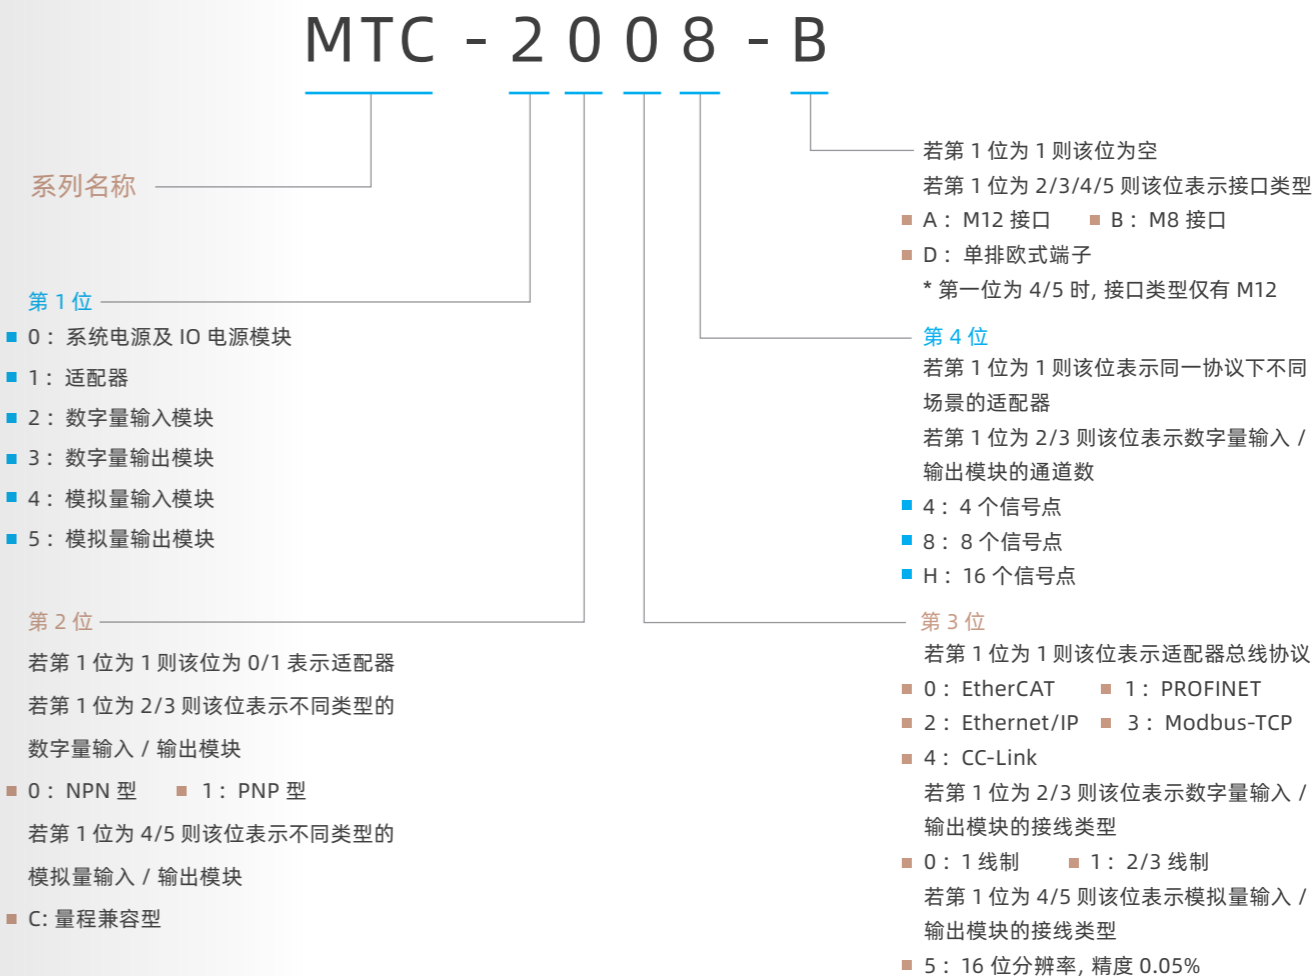 MTC - 2 0 0 8 - B
系列名称
第 1 位
0： 系统电源及 IO 电源模块
1： 适配器
2： 数字量输入模块
3： 数字量输出模块
4： 模拟量输入模块
5： 模拟量输出模块
第 2 位
若第 1 位为 1 则该位为 0/1 表示适配器
若第 1 位为 2/3 则该位表示不同类型的
数字量输入 / 输出模块
0： NPN 型 1： PNP 型
若第 1 位为 4/5 则该位表示不同类型的
模拟量输入 / 输出模块
C: 量程兼容型
若第 1 位为 1 则该位为空
若第 1 位为 2/3/4/5 则该位表示接口类型
A： M12 接口 B： M8 接口
D： 单排欧式端子
* 第一位为 4/5 时, 接口类型仅有 M12
第 4 位
若第 1 位为 1 则该位表示同一协议下不同
场景的适配器
若第 1 位为 2/3 则该位表示数字量输入 /
输出模块的通道数
4： 4 个信号点
8： 8 个信号点
H： 16 个信号点
第 3 位
若第 1 位为 1 则该位表示适配器总线协议
0： EtherCAT 1： PROFINET
2： Ethernet/IP 3： Modbus-TCP
4： CC-Link
若第 1 位为 2/3 则该位表示数字量输入 /
输出模块的接线类型
0： 1 线制 1： 2/3 线制
若第 1 位为 4/5 则该位表示模拟量输入 /
输出模块的接线类型
5： 16 位分辨率, 精度 0.05%